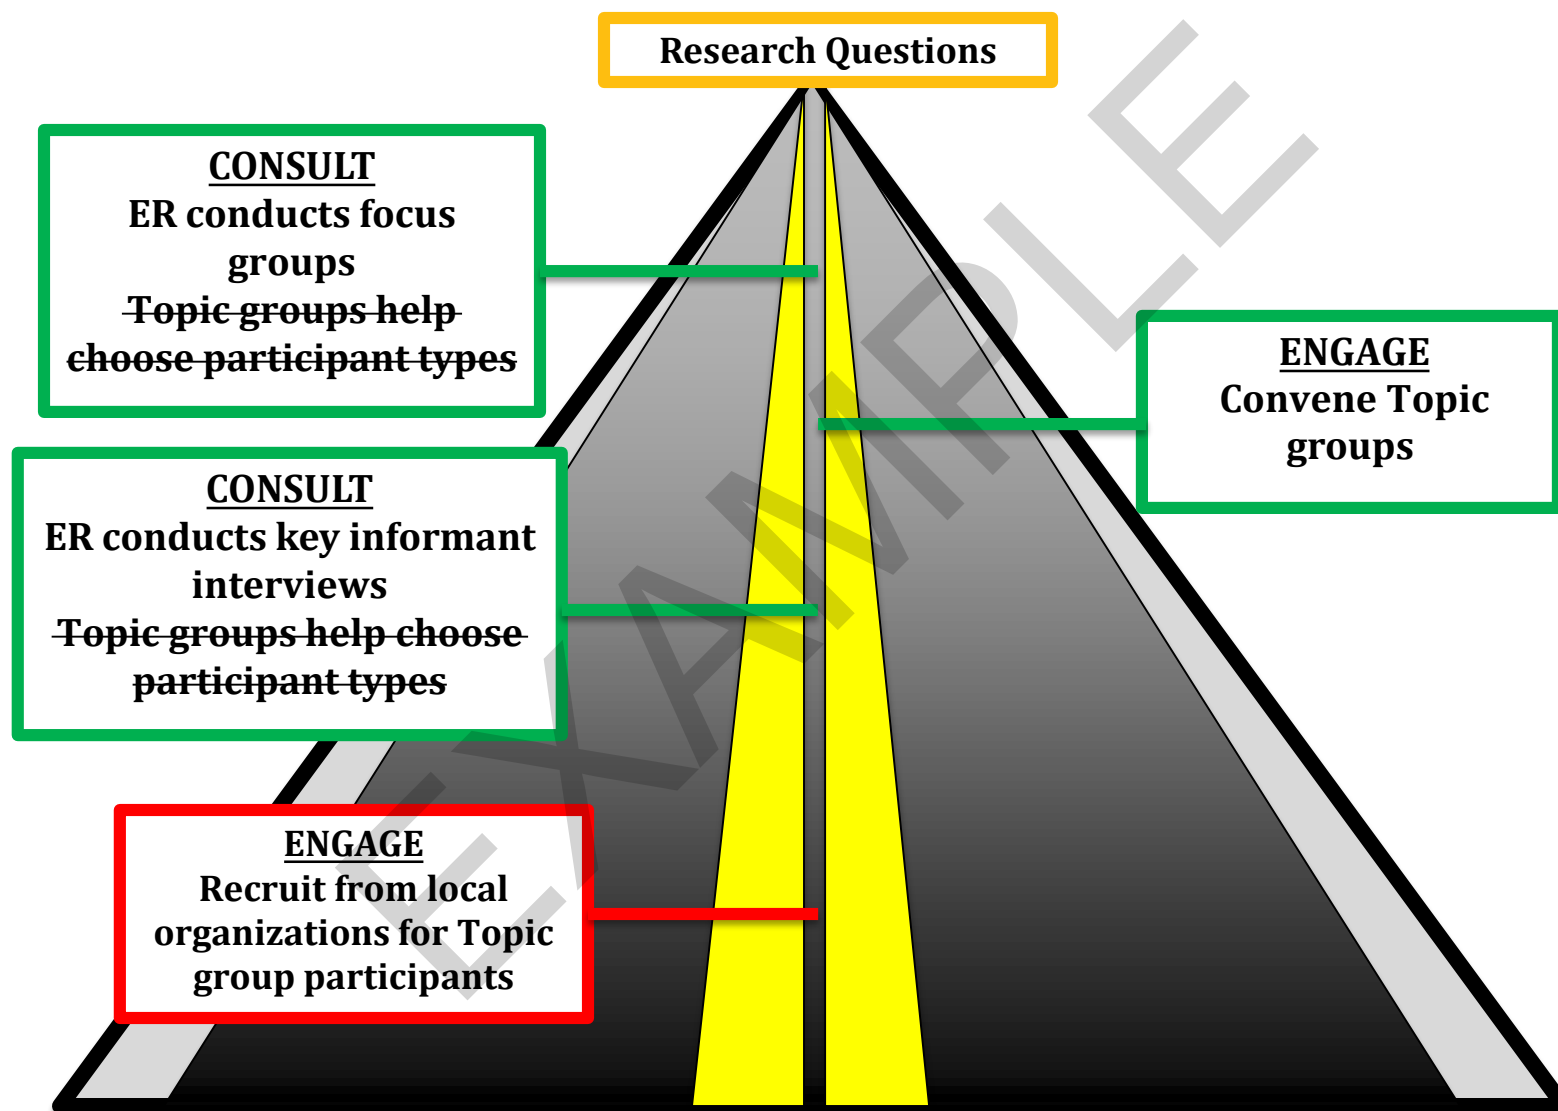 Research Questions
CONSULT
ER conducts focus
groups
Topic groups help
choose participant types
ENGAGE
Convene Topic
groups
CONSULT
ER conducts key informant
interviews
Topic groups help choose
participant types
ENGAGE
Recruit from local
organizations for Topic
group participants
EXAMPLE